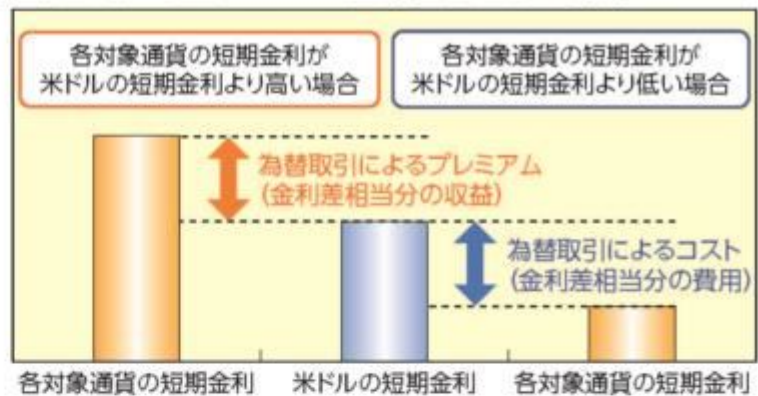 各対象通貨の短期金利が
米ドルの短期金利より高い場合
各対象通貨の短期金利が
米ドルの短期金利より低い場合
為替取引によるプレミアム
(金利差相当分の収益)
為替取引によるコスト
(金利差相当分の費用)
各対象通貨の短期金利
米ドルの短期金利
各対象通貨の短期金利